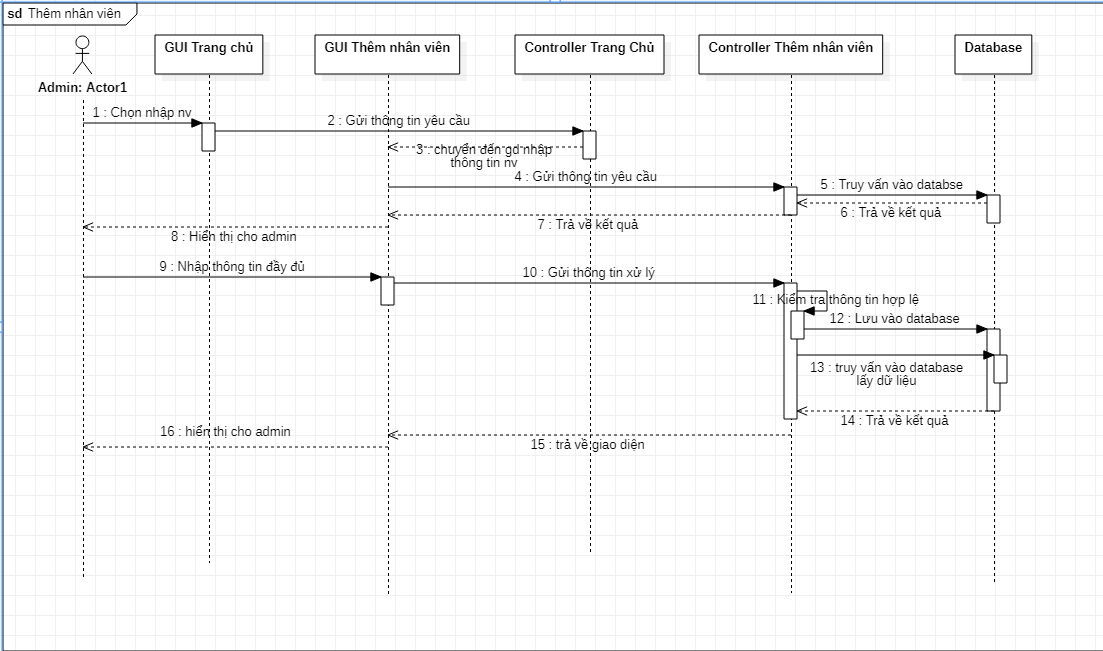 sd Thêm nhân viên
GUI Trang chủ
GUI Thêm nhân viên
Controller Trang Chủ
Controller Thêm nhân viên
Database
Admin: Actor1
1 : Chọn nhập nv
2 : Gửi thông tin yêu cầu
3 : chuyển đến gd nhập
thông tin nv
4 : Gửi thông tin yêu cầu
5 : Truy vấn vào databse
6 : Trả về kết quả
7 : Trả về kết quả
8 : Hiển thị cho admin
9 : Nhập thông tin đầy đủ
10 : Gửi thông tin xử lý
11 : Kiểm tra thông tin hợp lệ
12 : Lưu vào database
13 : truy vấn vào database
lấy dữ liệu
14 : Trả về kết quả
15 : trả về giao diện
16 : hiển thị cho admin